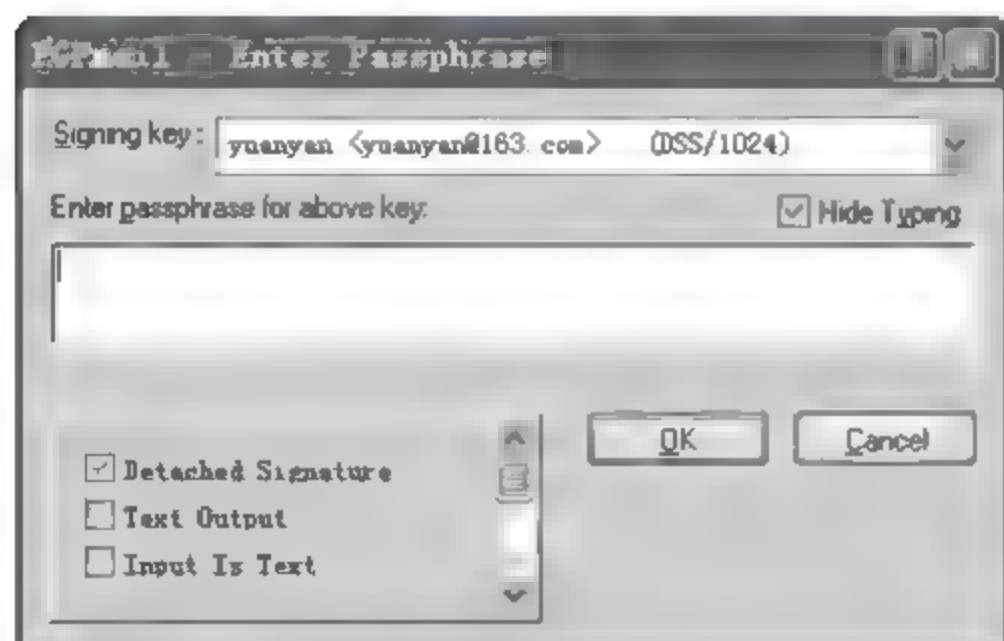 PGPmail - Enter Passphrase
Signing key: yuanyan <yuanyan@163.com> (DSS/1024)
Enter passphrase for above key: Hide Typing
OK Cancel
Detached Signature
Text Output
Input Is Text